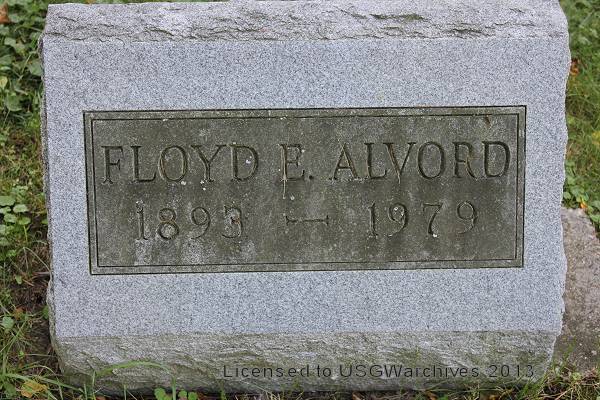 FLOYD E. ALVORD
1893 — 1979
Licensed to USGWarchives 2013